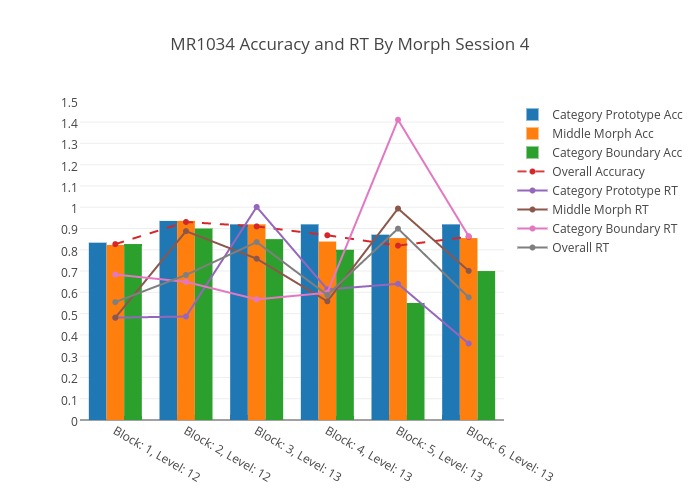 MR1034 Accuracy and RT By Morph Session 4
1.5
1.4
1.3
1.2
1.1
1
0.9
0.8
0.7
0.6
0.5
0.4
0.3
0.2
0.1
0
Block: 1, Level: 12
Block: 2, Level: 12
Block: 3, Level: 13
Block: 4, Level: 13
Block: 5, Level: 13
Block: 6, Level: 13
Category Prototype Acc
Middle Morph Acc
Category Boundary Acc
Overall Accuracy
Category Prototype RT
Middle Morph RT
Category Boundary RT
Overall RT